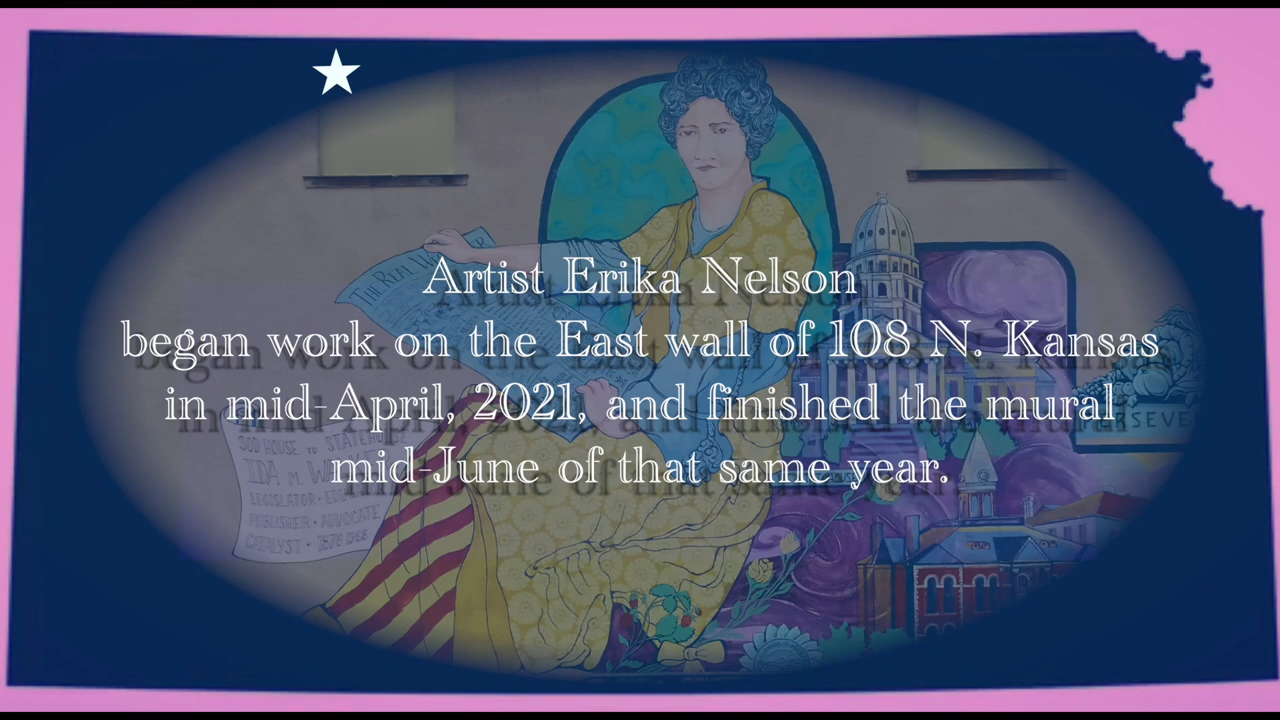 Artist Erika Nelson
began work on the East wall of 108 N. Kansas
in mid-April, 2021, and finished the mural
mid-June of that same year.
SOD HOUSE TO STATEHOUSE
IDA M.
LEGISLATOR •
PUBLISHER • ADVOCATE
CATALYST •